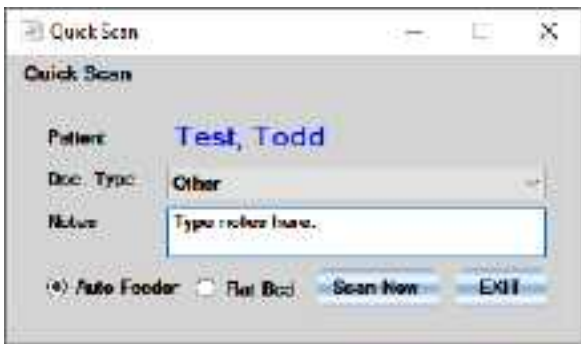 Quick Scan
Quick Scan
Patient Test, Todd
Doc. Type Other
Notes Type notes here.
Auto Feeder Flat Bed Scan Now EXIT